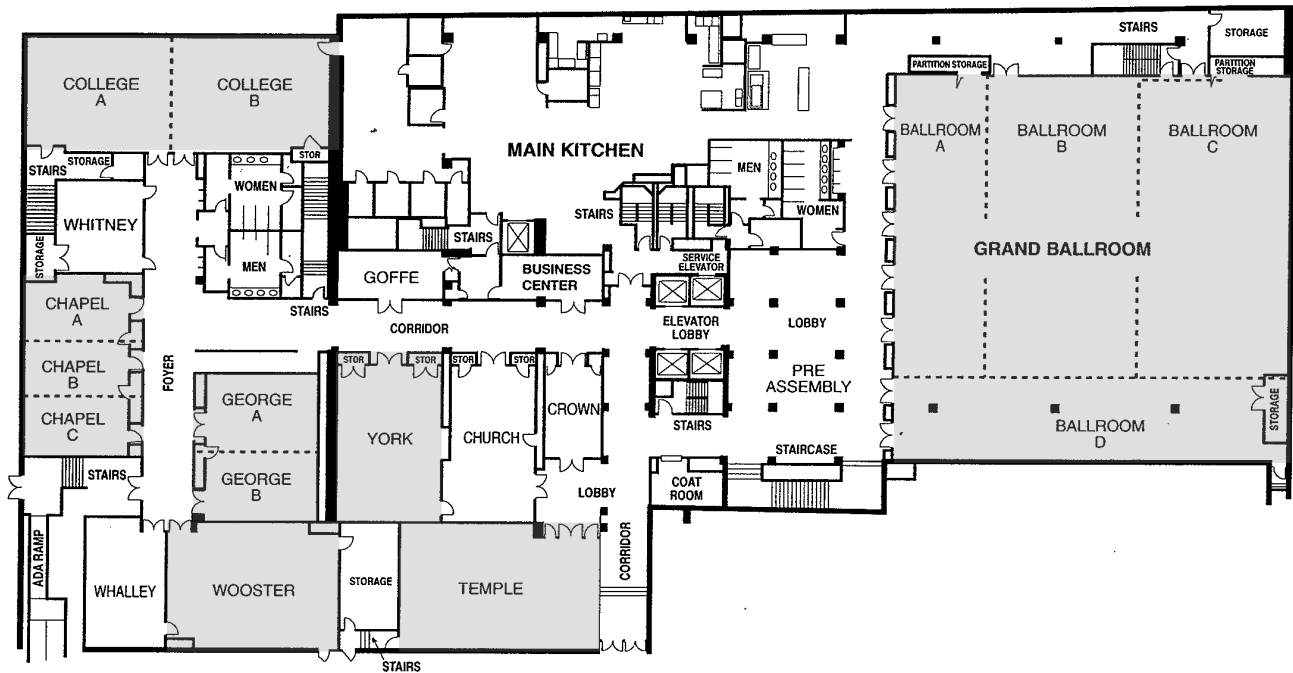 STAIRS
STORAGE
PARTITION STORAGE
PARTITION
STORAGE
COLLEGE
A
COLLEGE
B
BALLROOM
A
BALLROOM
B
BALLROOM
C
MAIN KITCHEN
STORAGE
STOR
STAIRS
MEN
WOMEN
WOMEN
WHITNEY
STAIRS
STAIRS
GRAND BALLROOM
STORAGE
MEN
GOFFE
BUSINESS
CENTER
SERVICE
ELEVATOR
CHAPEL
A
STAIRS
CORRIDOR
ELEVATOR
LOBBY
LOBBY
FOYER
STOR
STOR
STOR
STOR
CHAPEL
B
PRE
ASSEMBLY
GEORGE
A
CROWN
STORAGE
CHAPEL
C
YORK
CHURCH
STAIRS
BALLROOM
D
STAIRS
STAIRCASE
GEORGE
B
LOBBY
COAT
ROOM
ADA RAMP
CORRIDOR
WHALLEY
WOOSTER
STORAGE
TEMPLE
STAIRS